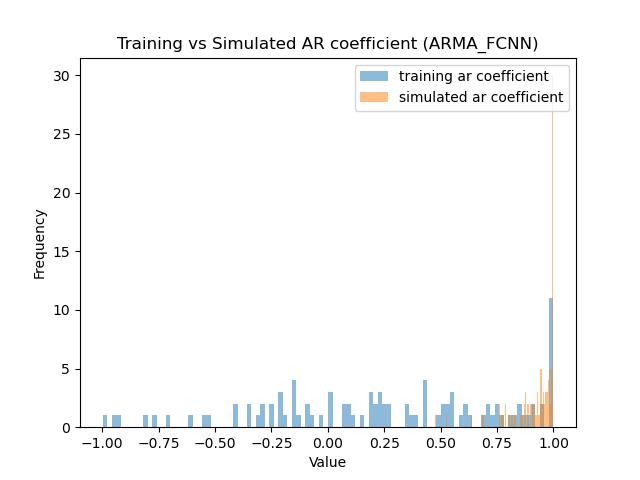 Training vs Simulated AR coefficient (ARMA_FCNN)
training ar coefficient
simulated ar coefficient
30
25
20
15
10
5
0
Frequency
−1.00 −0.75 −0.50 −0.25 0.00 0.25 0.50 0.75 1.00
Value